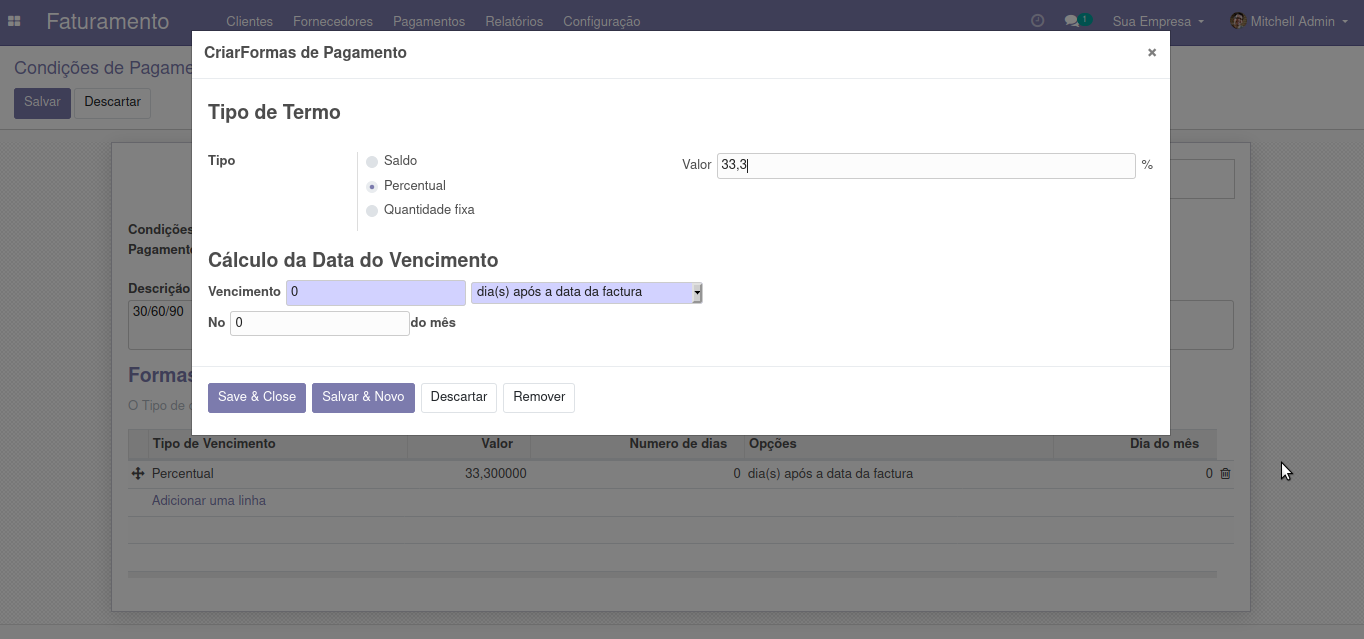 Faturamento Clientes Fornecedores Pagamentos Relatórios Configuração 1 Sua Empresa Mitchell Admin
CriarFormas de Pagamento ×
Condições de Pagame
Salvar Descartar
Tipo de Termo
Tipo Saldo Valor 33,3 %
Percentual
Quantidade fixa
Condições
Pagament
Cálculo da Data do Vencimento
Descrição Vencimento 0 dia(s) após a data da factura
30/60/90 No 0 do mês
Formas
O Tipo de
Save & Close Salvar & Novo Descartar Remover
Tipo de Vencimento Valor Numero de dias Opções Dia do mês
Percentual 33,300000 0 dia(s) após a data da factura 0
Adicionar uma linha